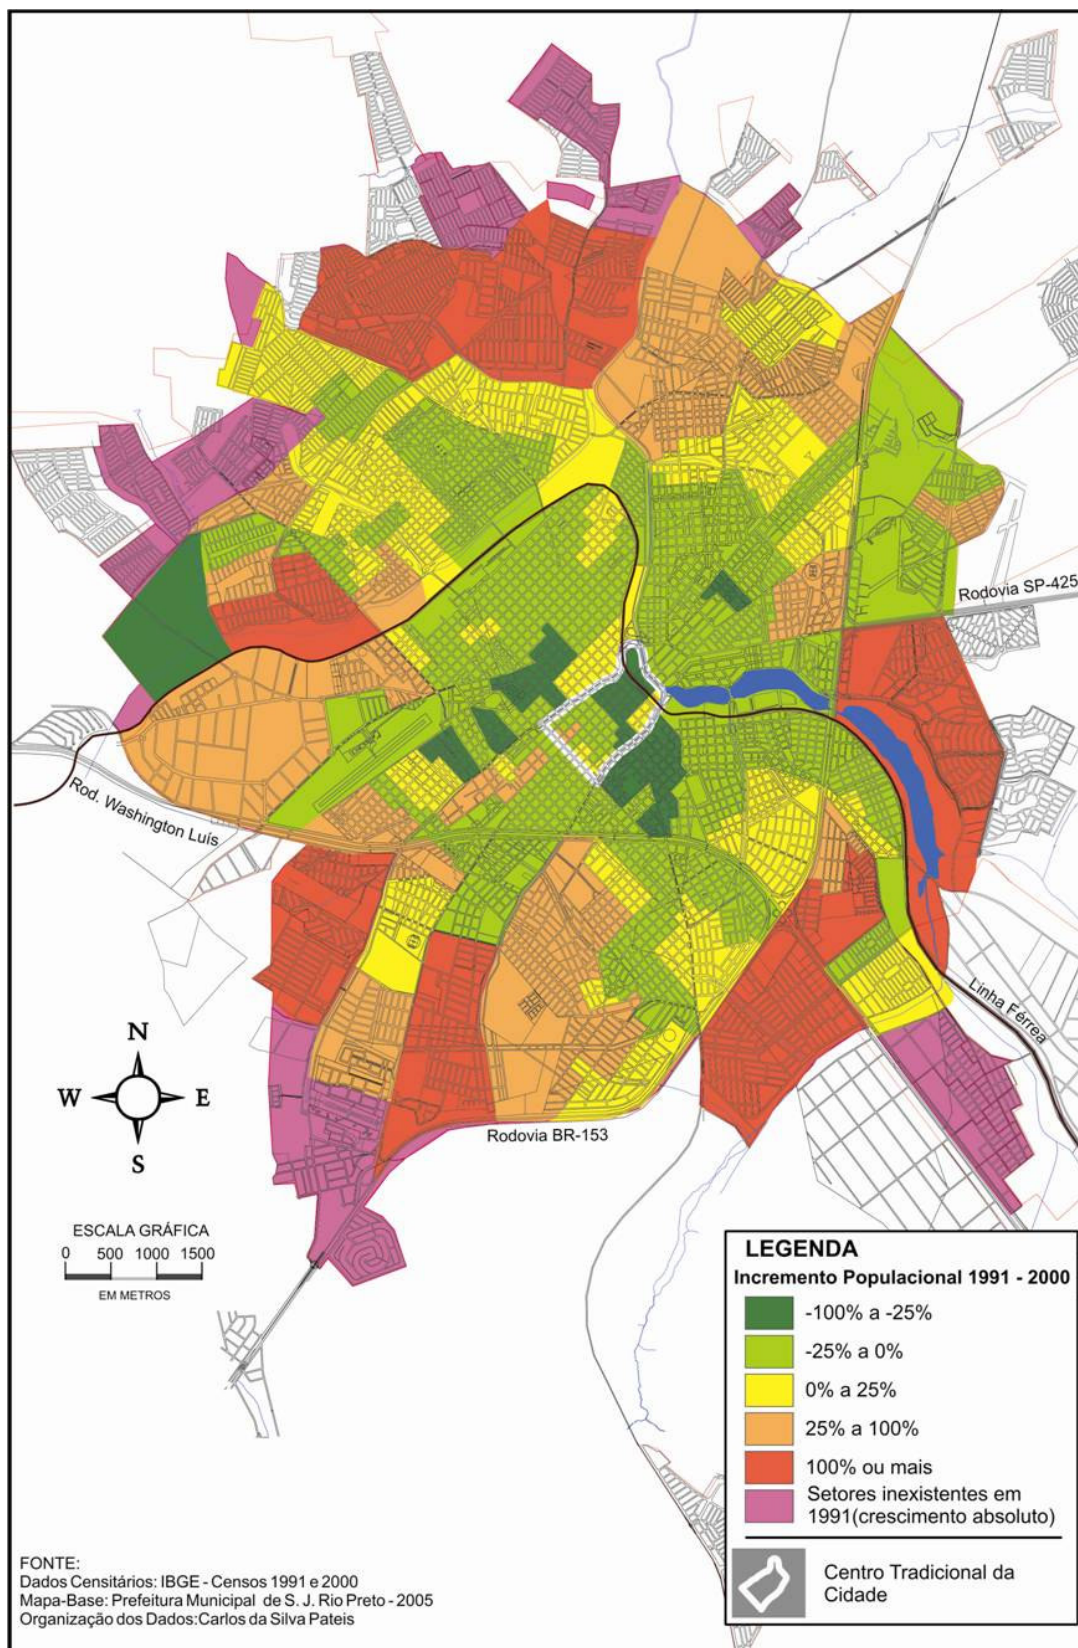 Rodovia SP-425
Rod. Washington Luís
Linha Férrea
N
W
E
S
Rodovia BR-153
ESCALA GRÁFICA
0 500 1000 1500
EM METROS
LEGENDA
Incremento Populacional 1991 - 2000
-100% a -25%
-25% a 0%
0% a 25%
25% a 100%
100% ou mais
Setores inexistentes em
1991(crescimento absoluto)
Centro Tradicional da
Cidade
FONTE:
Dados Censitários: IBGE - Censos 1991 e 2000
Mapa-Base: Prefeitura Municipal de S. J. Rio Preto - 2005
Organização dos Dados:Carlos da Silva Pateis